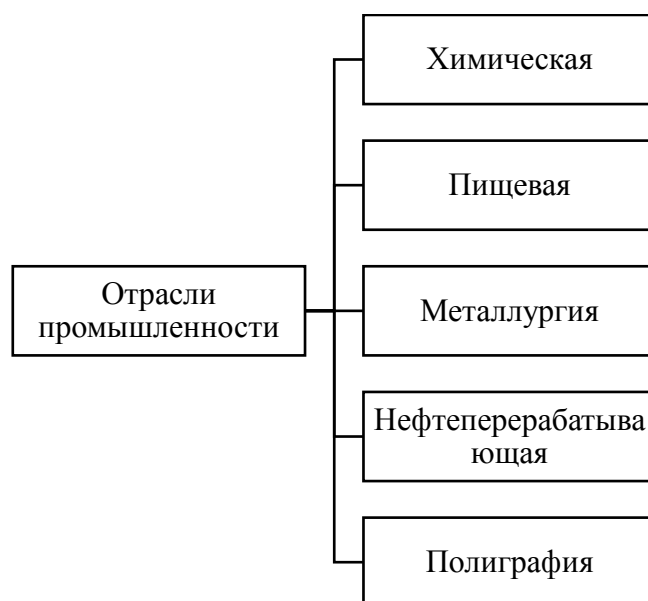 Химическая
Пищевая
Отрасли
промышленности
Металлургия
Нефтеперерабатыва
ющая
Полиграфия